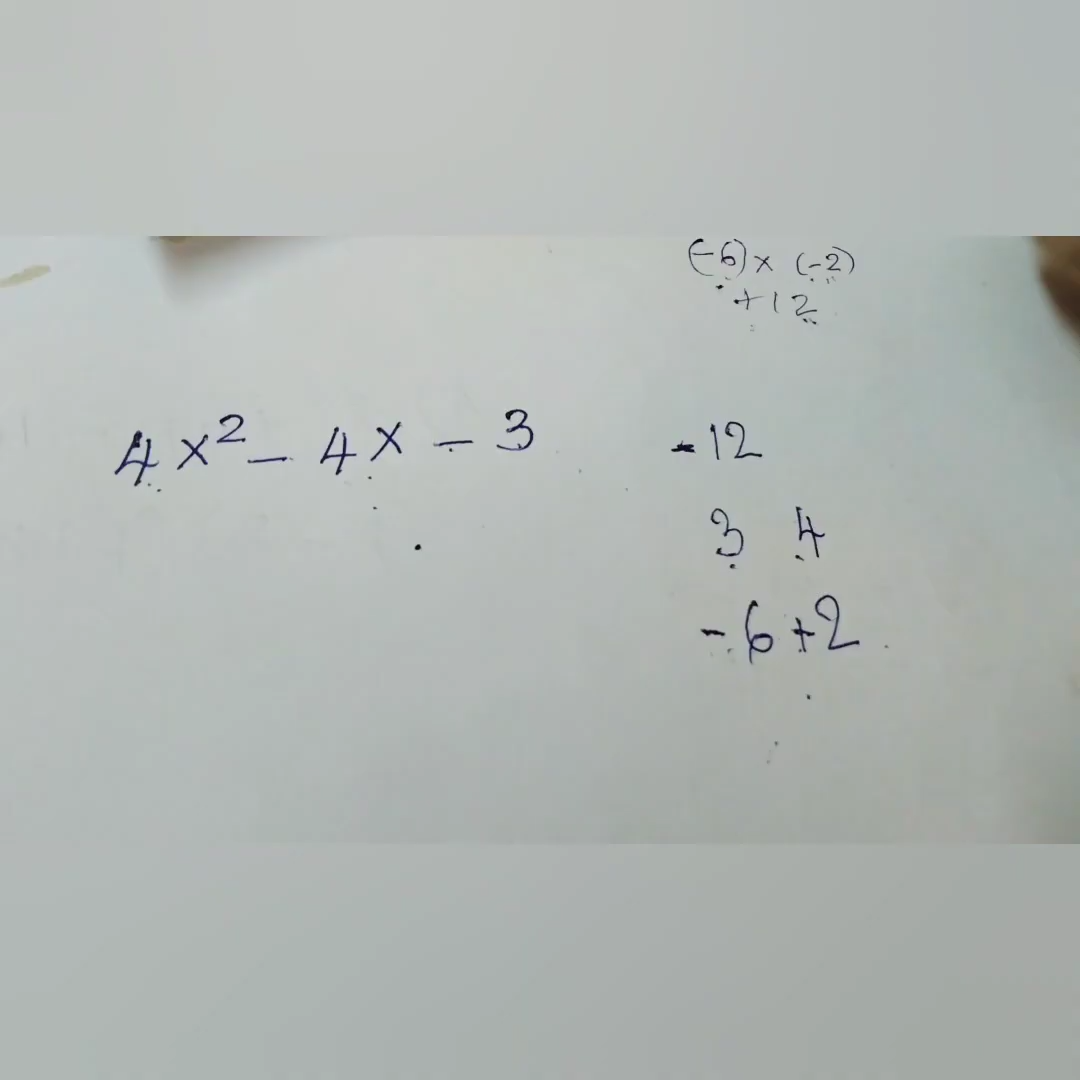 (-6) x (-2)
+12
4x² - 4x - 3
-12
3 4
-6+2